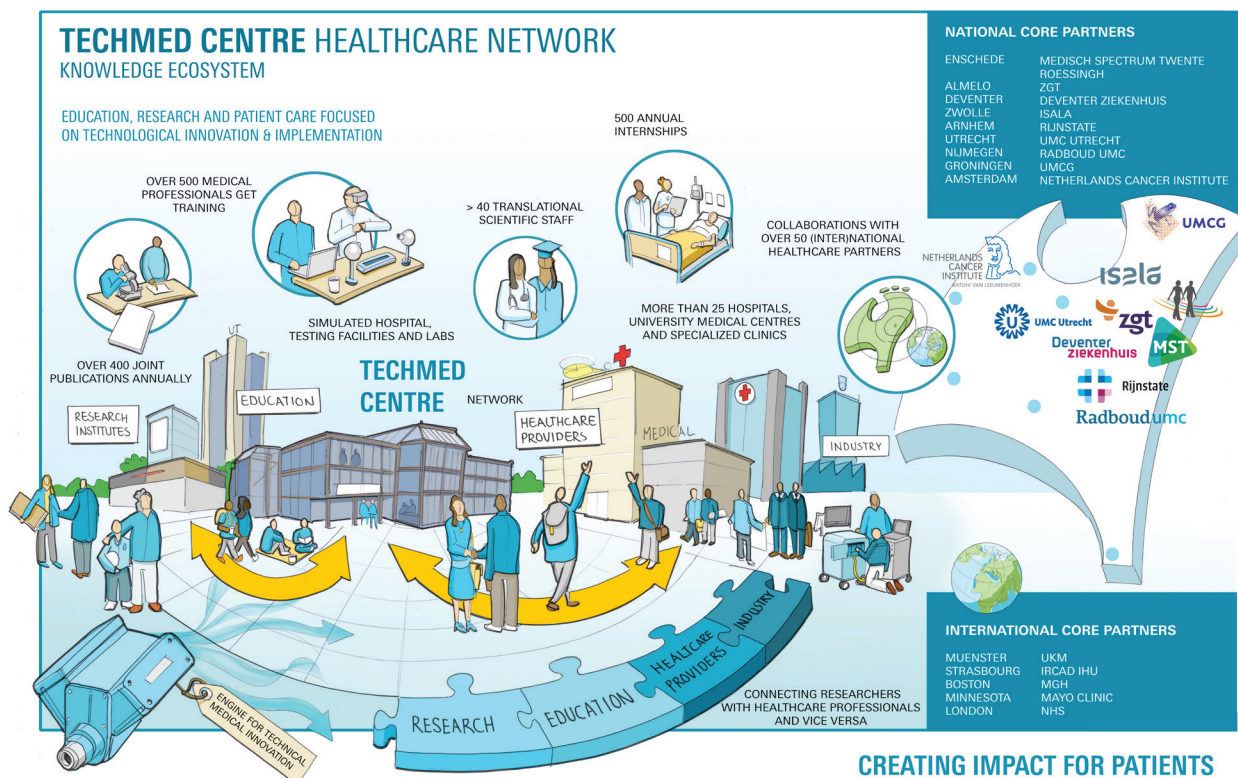 TECHMED CENTRE HEALTHCARE NETWORK
KNOWLEDGE ECOSYSTEM
EDUCATION, RESEARCH AND PATIENT CARE FOCUSED
ON TECHNOLOGICAL INNOVATION & IMPLEMENTATION
OVER 500 MEDICAL
PROFESSIONALS GET
TRAINING
> 40 TRANSLATIONAL
SCIENTIFIC STAFF
500 ANNUAL
INTERNSHIPS
COLLABORATIONS WITH
OVER 50 (INTER)NATIONAL
HEALTHCARE PARTNERS
OVER 400 JOINT
PUBLICATIONS ANNUALLY
SIMULATED HOSPITAL,
TESTING FACILITIES AND LABS
MORE THAN 25 HOSPITALS,
UNIVERSITY MEDICAL CENTRES
AND SPECIALIZED CLINICS
TECHMED
CENTRE
NETWORK
UT
RESEARCH
INSTITUTES
EDUCATION
HEALTHCARE
PROVIDERS
MEDICAL
INDUSTRY
ENGINE FOR TECHNICAL
MEDICAL INNOVATION
RESEARCH
EDUCATION
HEALTCARE
PROVIDERS
INDUSTRY
CONNECTING RESEARCHERS
WITH HEALTHCARE PROFESSIONALS
AND VICE VERSA
NATIONAL CORE PARTNERS
ENSCHEDE MEDISCH SPECTRUM TWENTE
ROESSINGH
ALMELO ZGT
DEVENTER DEVENTER ZIEKENHUIS
ZWOLLE ISALA
ARNHEM RIJNSTATE
UTRECHT UMC UTRECHT
NIJMEGEN RADBOUD UMC
GRONINGEN UMCG
AMSTERDAM NETHERLANDS CANCER INSTITUTE
UMCG
NETHERLANDS
CANCER
INSTITUTE
ANTONI VAN LEEUWENHOEK
isala
U
UMC Utrecht
zgt
Deventer
ziekenhuis
MST
Rijnstate
Radboudumc
INTERNATIONAL CORE PARTNERS
MUENSTER UKM
STRASBOURG IRCAD IHU
BOSTON MGH
MINNESOTA MAYO CLINIC
LONDON NHS
CREATING IMPACT FOR PATIENTS